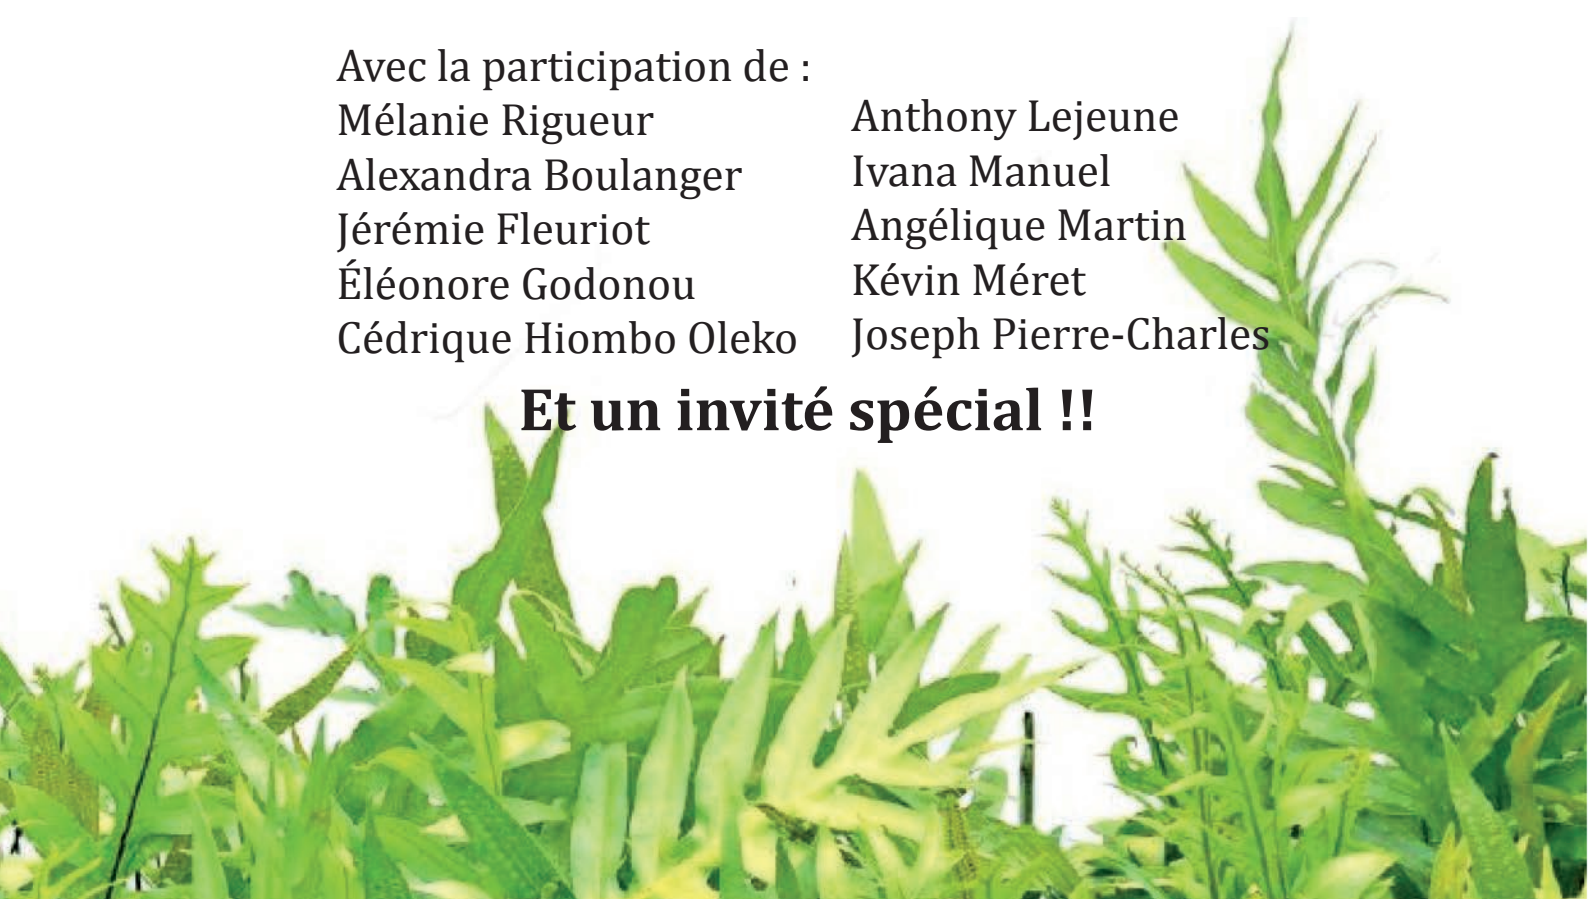 Avec la participation de :
Mélanie Rigueur
Alexandra Boulanger
Jérémie Fleuriot
Éléonore Godonou
Cédrique Hiombo Oleko
Anthony Lejeune
Ivana Manuel
Angélique Martin
Kévin Méret
Joseph Pierre-Charles
Et un invité spécial !!